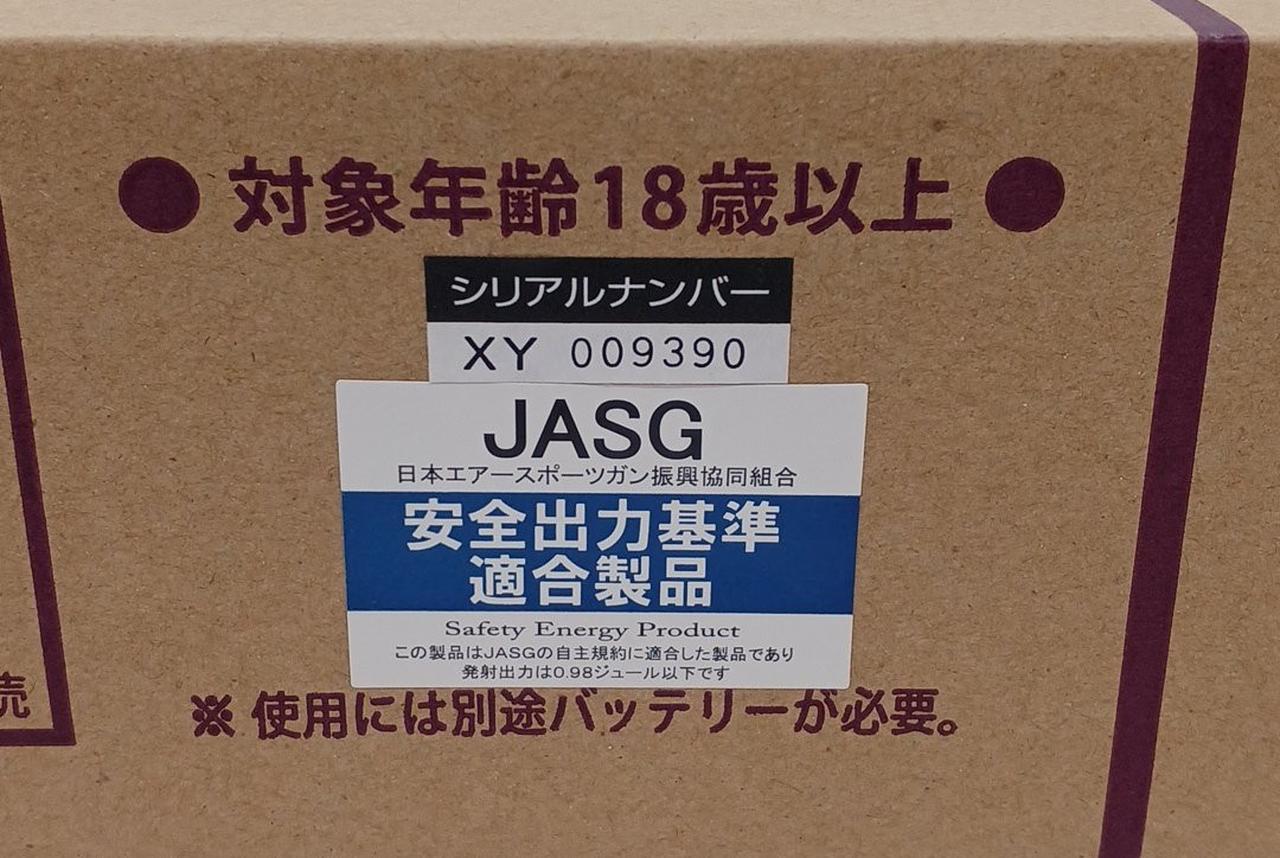 ●対象年齢18歳以上●
シリアルナンバー
XY 009390
JASG
日本エアースポーツガン振興協同組合
安全出力基準
適合製品
Safety Energy Product
この製品はJASGの自主規約に適合した製品であり
発射出力は0.98ジュール以下です
売
※使用には別途バッテリーが必要。